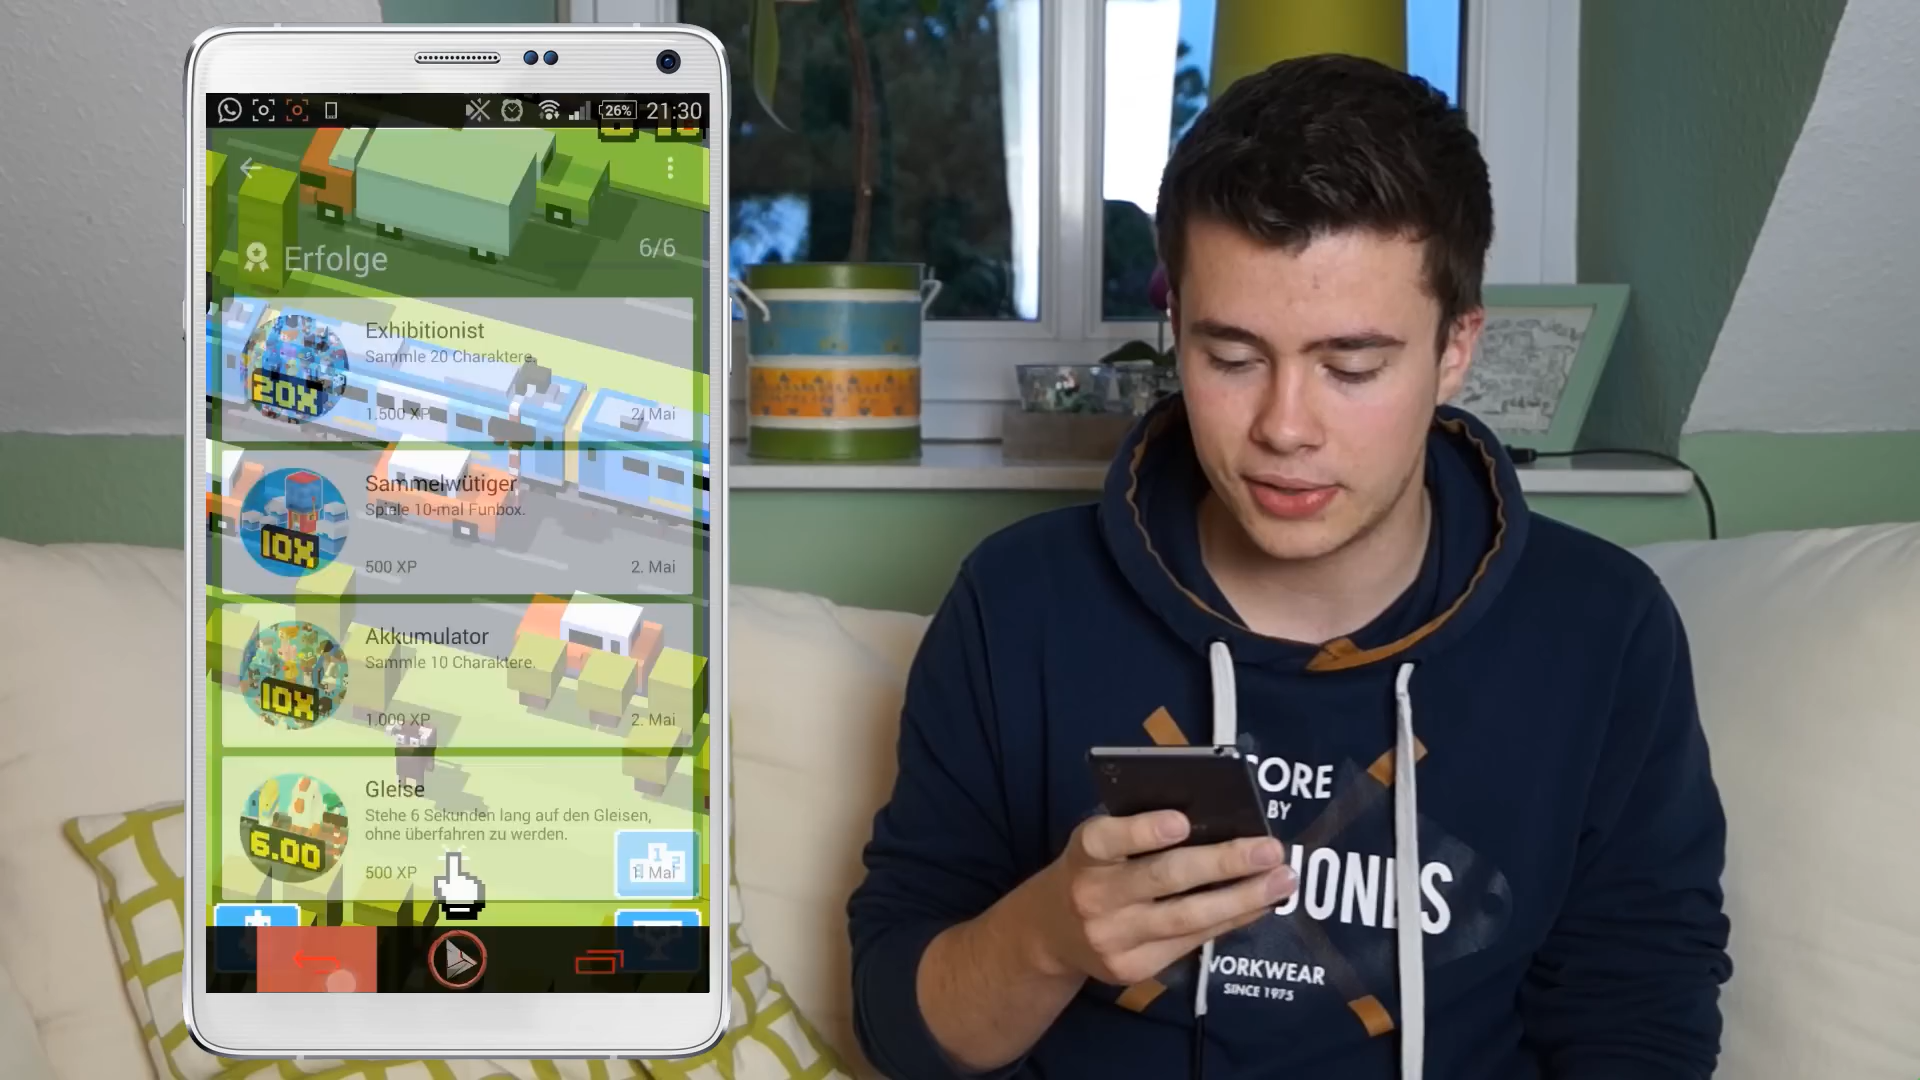 26% 21:30
Erfolge 6/6
Exhibitionist
Sammle 20 Charaktere.
20X
1.500 XP 2. Mai
Sammelwütiger
Spiele 10-mal Funbox.
10X
500 XP 2. Mai
Akkumulator
Sammle 10 Charaktere.
10X
1.000 XP 2. Mai
Gleise
Stehe 6 Sekunden lang auf den Gleisen,
ohne überfahren zu werden.
6.00
500 XP 1. Mai
CORE
BY
JONES
WORKWEAR
SINCE 1975